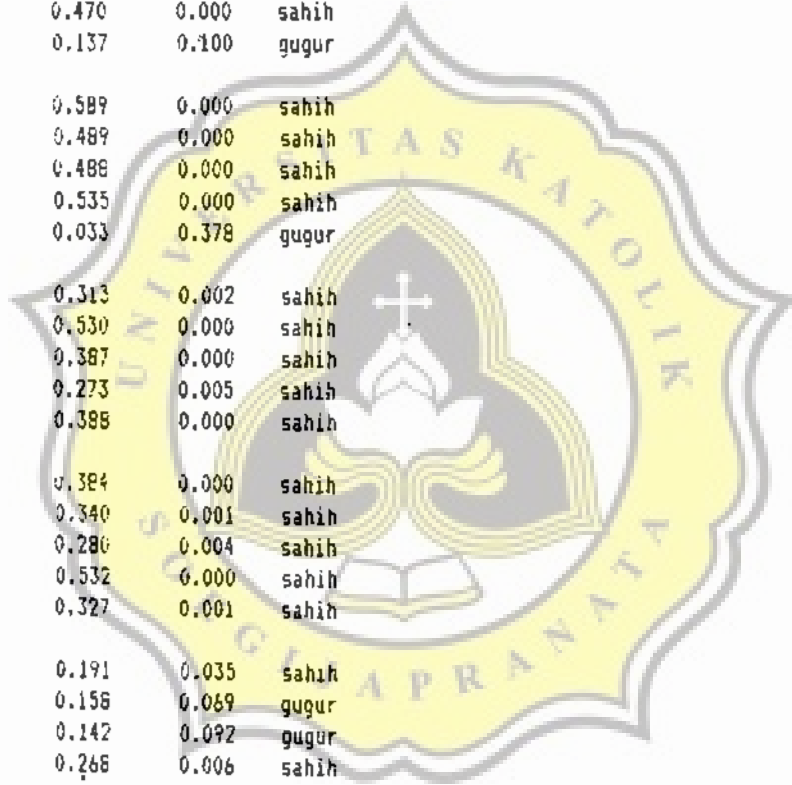 0.470 0.000 sahih
0.137 0.100 gugur
0.589 0.000 sahih
0.489 0.000 sahih
0.488 0.000 sahih
0.535 0.000 sahih
0.033 0.378 gugur
0.313 0.002 sahih
0.530 0.000 sahih
0.387 0.000 sahih
0.273 0.005 sahih
0.388 0.000 sahih
0.384 0.000 sahih
0.340 0.001 sahih
0.280 0.004 sahih
0.532 0.000 sahih
0.327 0.001 sahih
0.191 0.035 sahih
0.158 0.069 gugur
0.142 0.092 gugur
0.268 0.006 sahih
UNIVERSITAS KATOLIK
SOEGIJAPRANATA